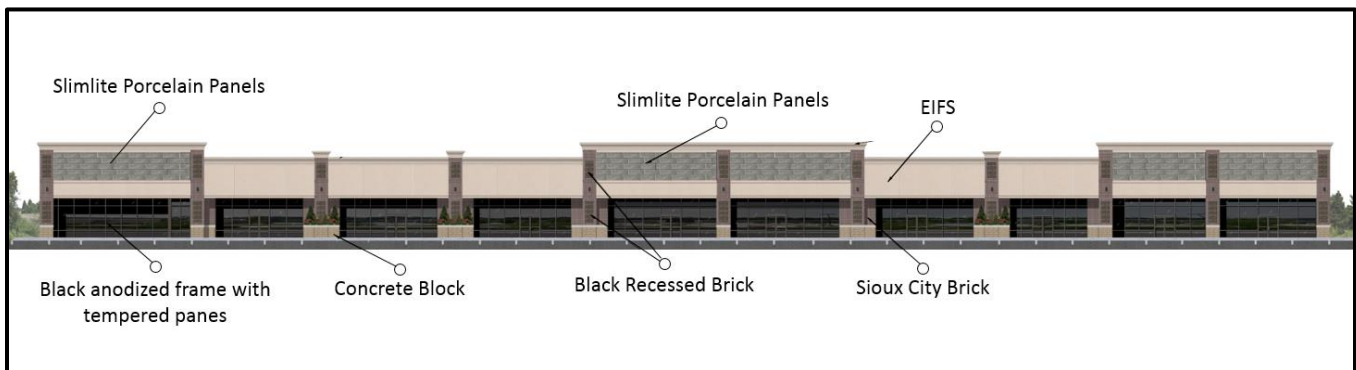 Slimlite Porcelain Panels
Slimlite Porcelain Panels
EIFS
Black anodized frame with
tempered panes
Concrete Block
Black Recessed Brick
Sioux City Brick